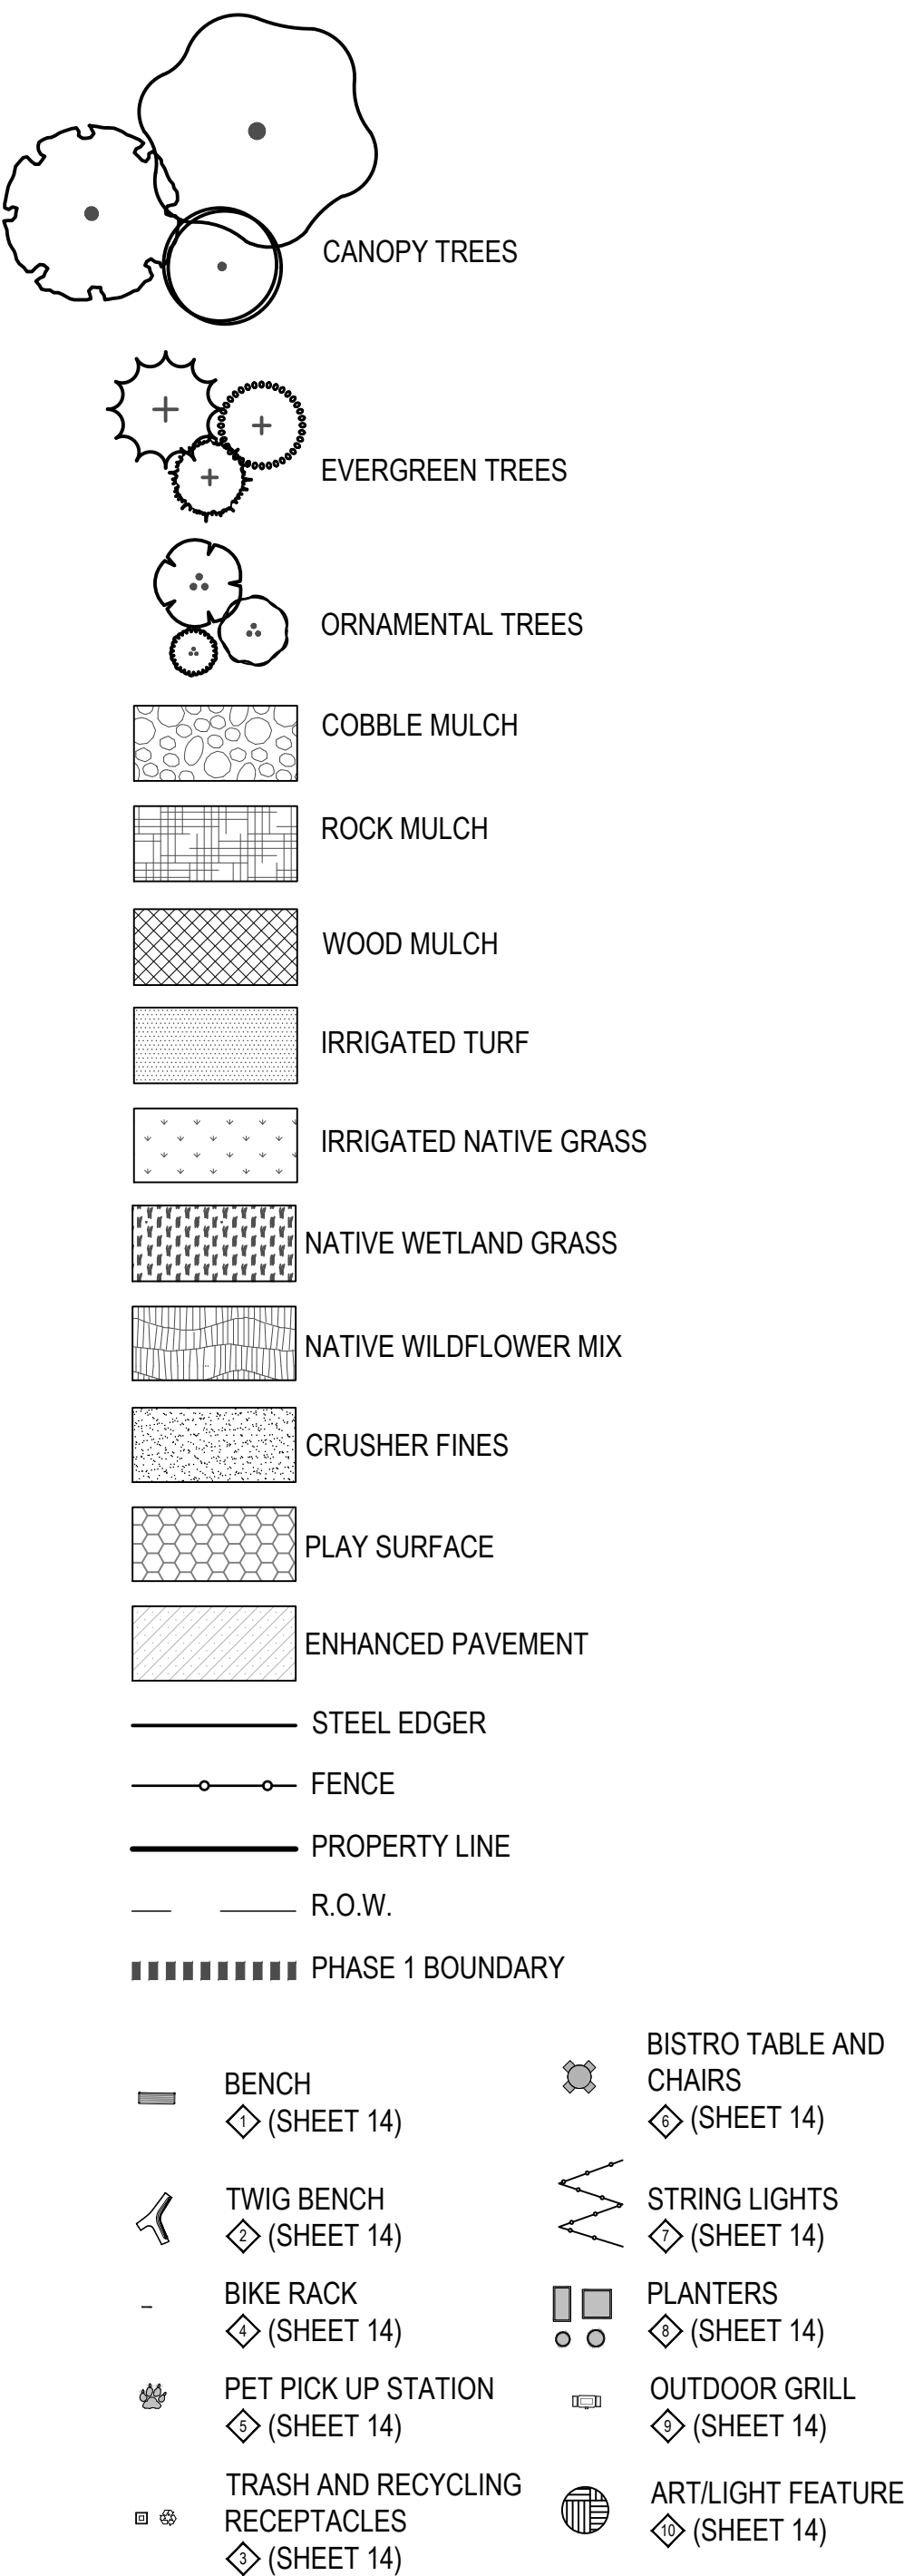 CANOPY TREES
EVERGREEN TREES
ORNAMENTAL TREES
COBBLE MULCH
ROCK MULCH
WOOD MULCH
IRRIGATED TURF
IRRIGATED NATIVE GRASS
NATIVE WETLAND GRASS
NATIVE WILDFLOWER MIX
CRUSHER FINES
PLAY SURFACE
ENHANCED PAVEMENT
STEEL EDGER
FENCE
PROPERTY LINE
R.O.W.
PHASE 1 BOUNDARY
BENCH
1 (SHEET 14)
TWIG BENCH
2 (SHEET 14)
BIKE RACK
4 (SHEET 14)
PET PICK UP STATION
5 (SHEET 14)
TRASH AND RECYCLING
RECEPTACLES
3 (SHEET 14)
BISTRO TABLE AND
CHAIRS
6 (SHEET 14)
STRING LIGHTS
7 (SHEET 14)
PLANTERS
8 (SHEET 14)
OUTDOOR GRILL
9 (SHEET 14)
ART/LIGHT FEATURE
10 (SHEET 14)